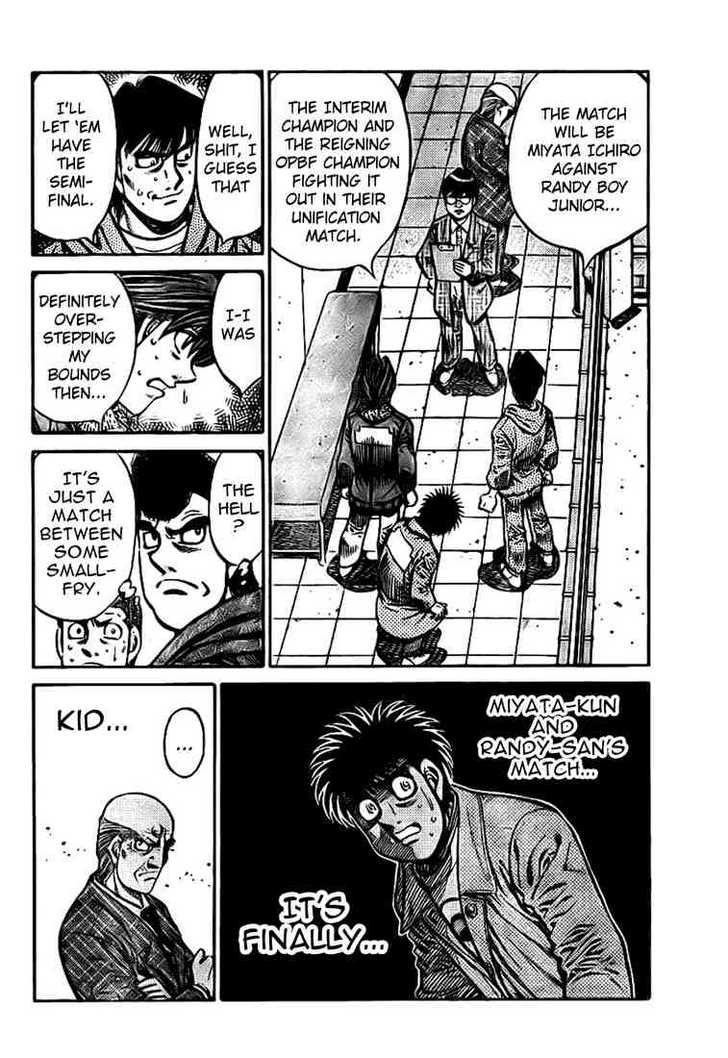 THE MATCH
WILL BE
MIYATA ICHIRO
AGAINST
RANDY BOY
JUNIOR...
THE INTERIM
CHAMPION AND
THE REIGNING
OPBF CHAMPION
FIGHTING IT
OUT IN THEIR
UNIFICATION
MATCH.
WELL,
SHIT, I
GUESS
THAT
I'LL
LET 'EM
HAVE
THE
SEMI-
FINAL.
I-I
WAS
DEFINITELY
OVER-
STEPPING
MY
BOUNDS
THEN...
THE
HELL?
IT'S
JUST A
MATCH
BETWEEN
SOME
SMALL-
FRY.
MIYATA-KUN
AND
RANDY-SAN'S
MATCH...
IT'S
FINALLY...
...
KID...